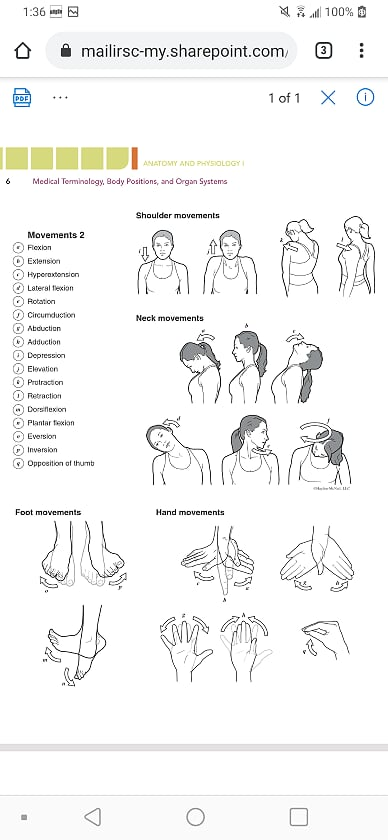 1:36
100%
mailirsc-my.sharepoint.com/
3
PDF
1 of 1
ANATOMY AND PHYSIOLOGY I
6 Medical Terminology, Body Positions, and Organ Systems
Shoulder movements
Movements 2
a Flexion
b Extension
c Hyperextension
d Lateral flexion
e Rotation
f Circumduction
g Abduction
h Adduction
i Depression
j Elevation
k Protraction
l Retraction
m Dorsiflexion
n Plantar flexion
o Eversion
p Inversion
q Opposition of thumb
Neck movements
a b c
d e f
Foot movements
Hand movements
o p
m
n
g h
q